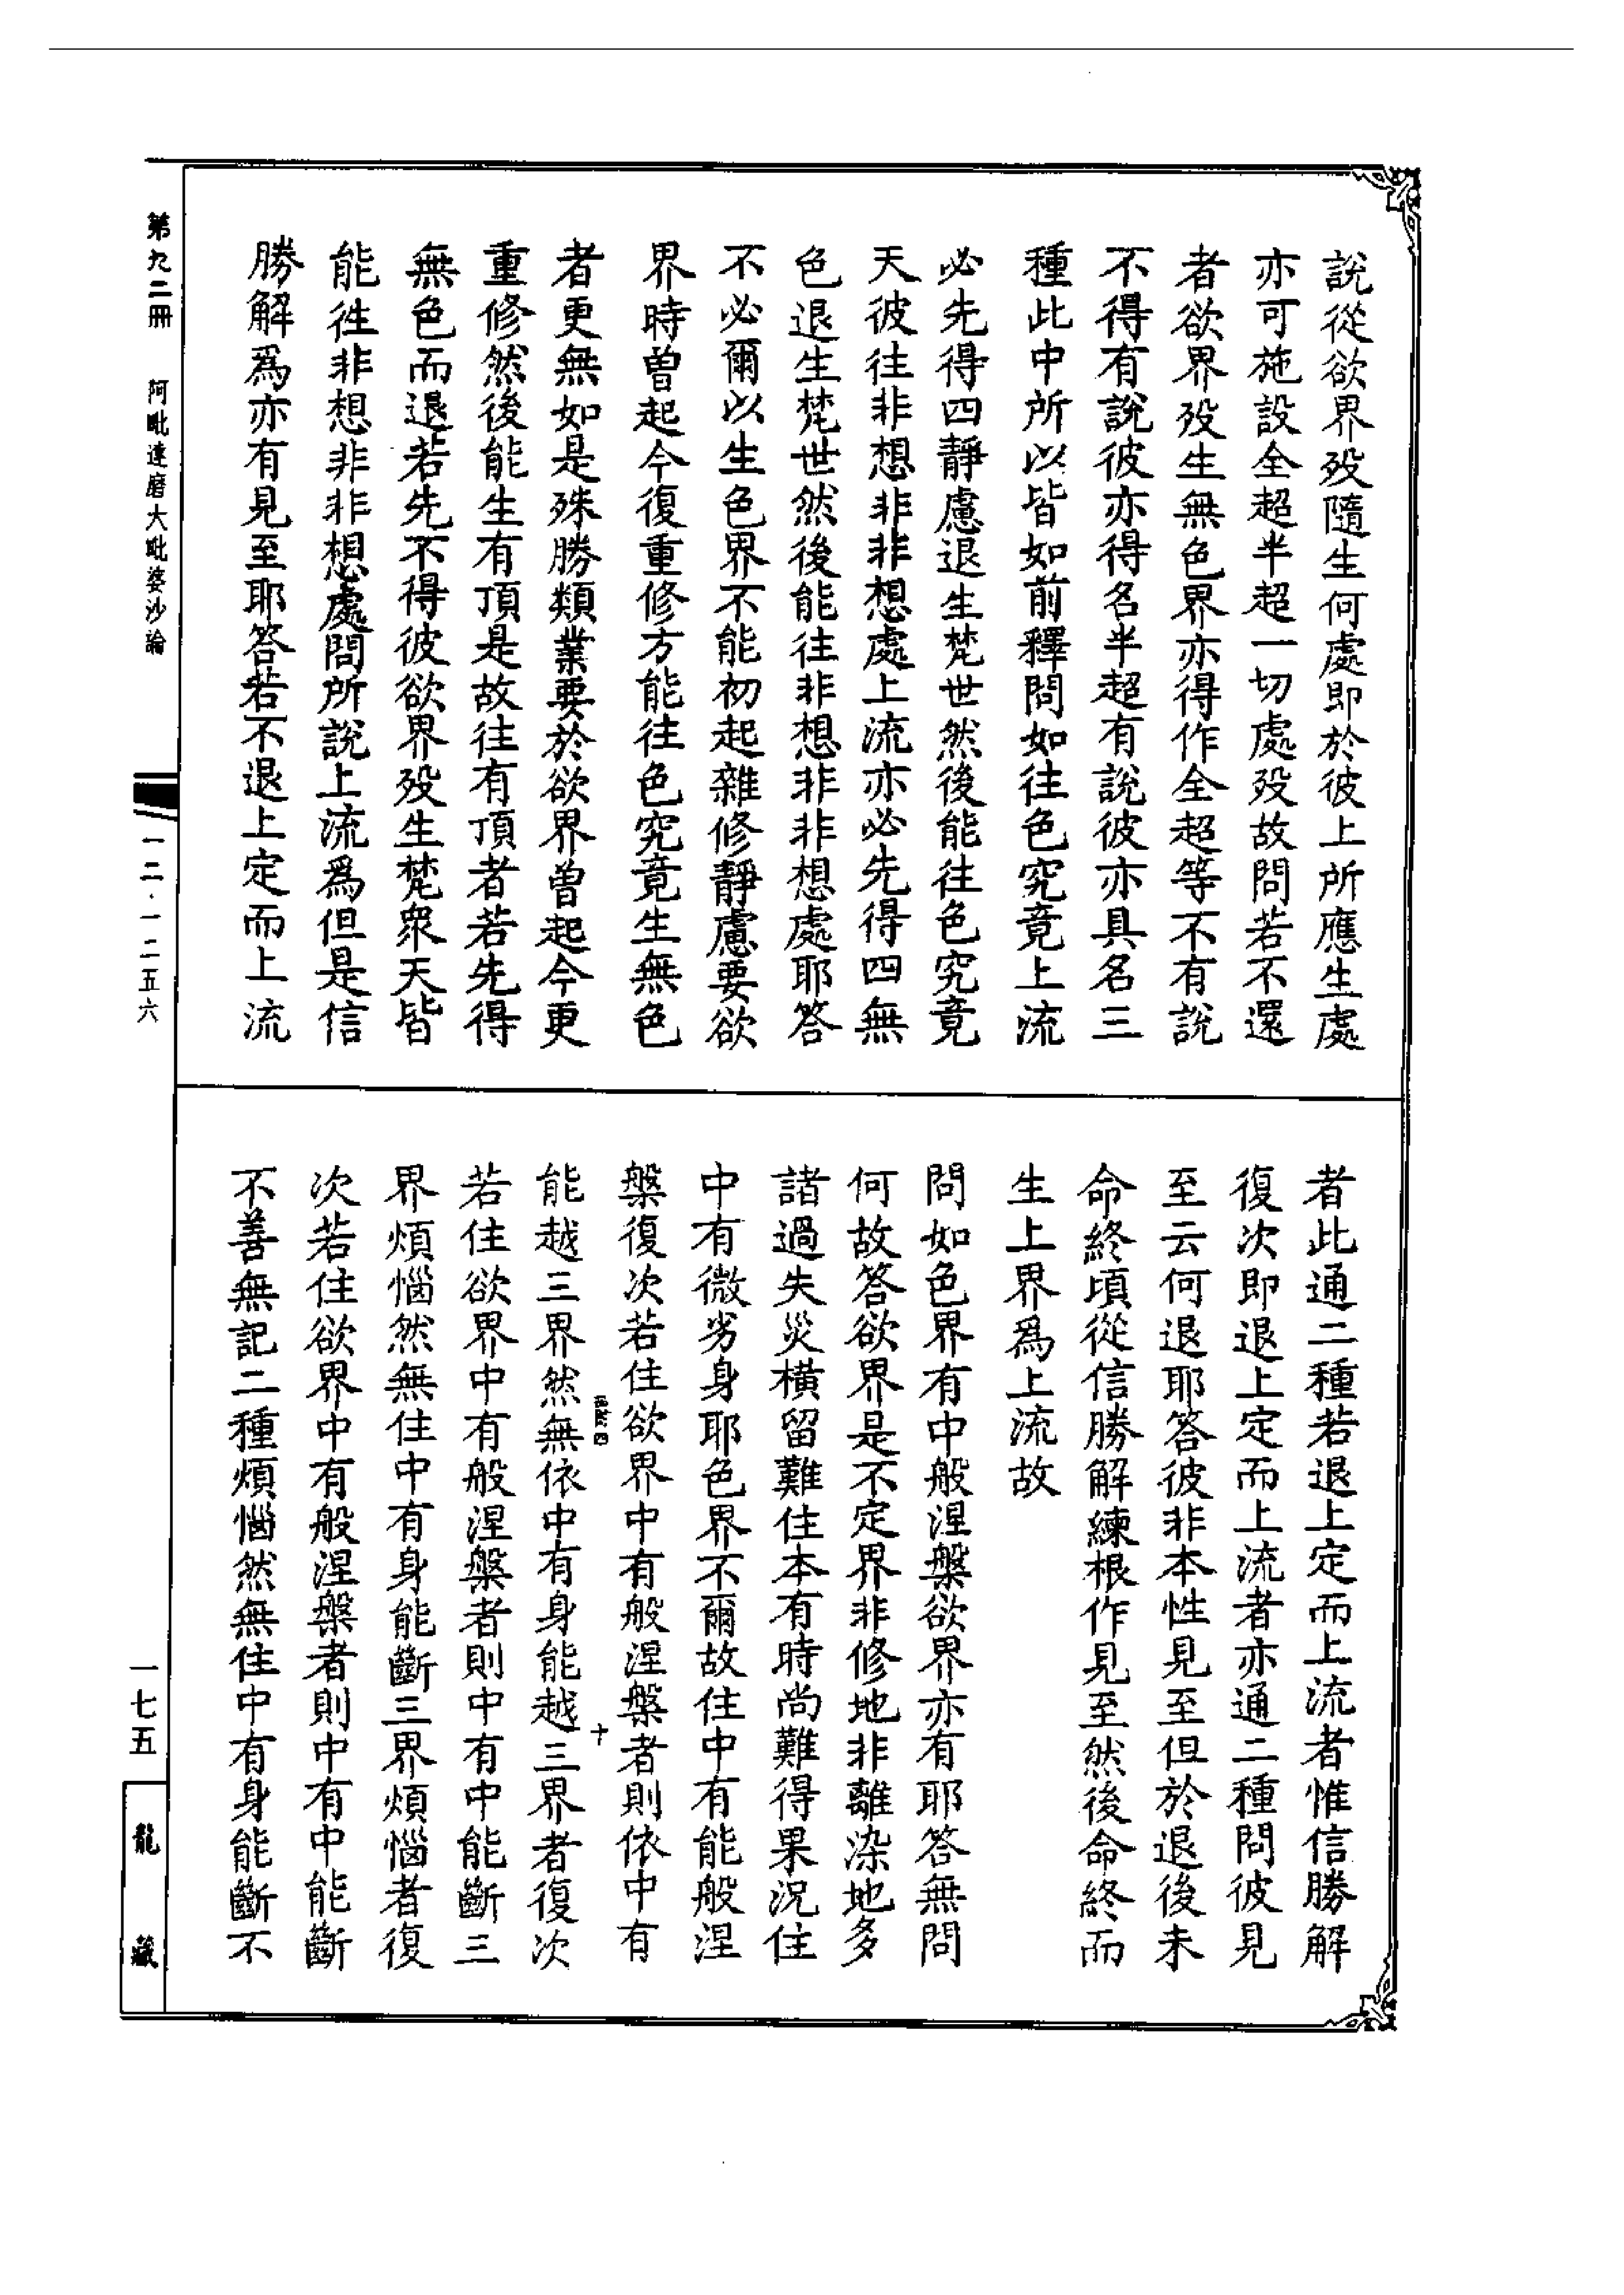 說從欲界歿隨生何處即於彼上所應生處
亦可施設全超半超一切處歿故問若不還
者欲界歿生無色界亦得作全超等不有說
不得有說彼亦得名半超有說彼亦具名三
種此中所以皆如前釋問如往色究竟上流
必先得四靜慮退生梵世然後能往色究竟
天彼往非想非非想處上流亦必先得四無
色退生梵世然後能往非想非非想處耶答
不必爾以生色界不能初起雜修靜慮要欲
界時曾起今復重修方能往色究竟生無色
者更無如是殊勝類業要於欲界曾起今更
重修然後能生有頂是故往有頂者若先得
無色而退若先不得彼欲界歿生梵眾天皆
能徃非想非非想處問所說上流為但是信
勝解為亦有見至耶答若不退上定而上流
者此通二種若退上定而上流者惟信勝解
復次即退上定而上流者亦通二種問彼見
至云何退耶答彼非本性見至但於退後未
命終頃從信勝解練根作見至然後命終而
生上界為上流故
問如色界有中般涅槃欲界亦有耶答無問
何故答欲界是不定界非修地非離染地多
諸過失災橫留難住本有時尚難得果況住
中有微劣身耶色界不爾故住中有能般涅
槃復次若住欲界中有般涅槃者則依中有
能越三界然無依中有身能越三界者復次
若住欲界中有般涅槃者則中有中能斷三
界煩惱然無住中有身能斷三界煩惱者復
次若住欲界中有般涅槃者則中有中能斷
不善無記二種煩惱然無住中有身能斷不
十
第九二冊 阿毗達磨大毗婆沙論
一二·一二五六
一七五
龍藏